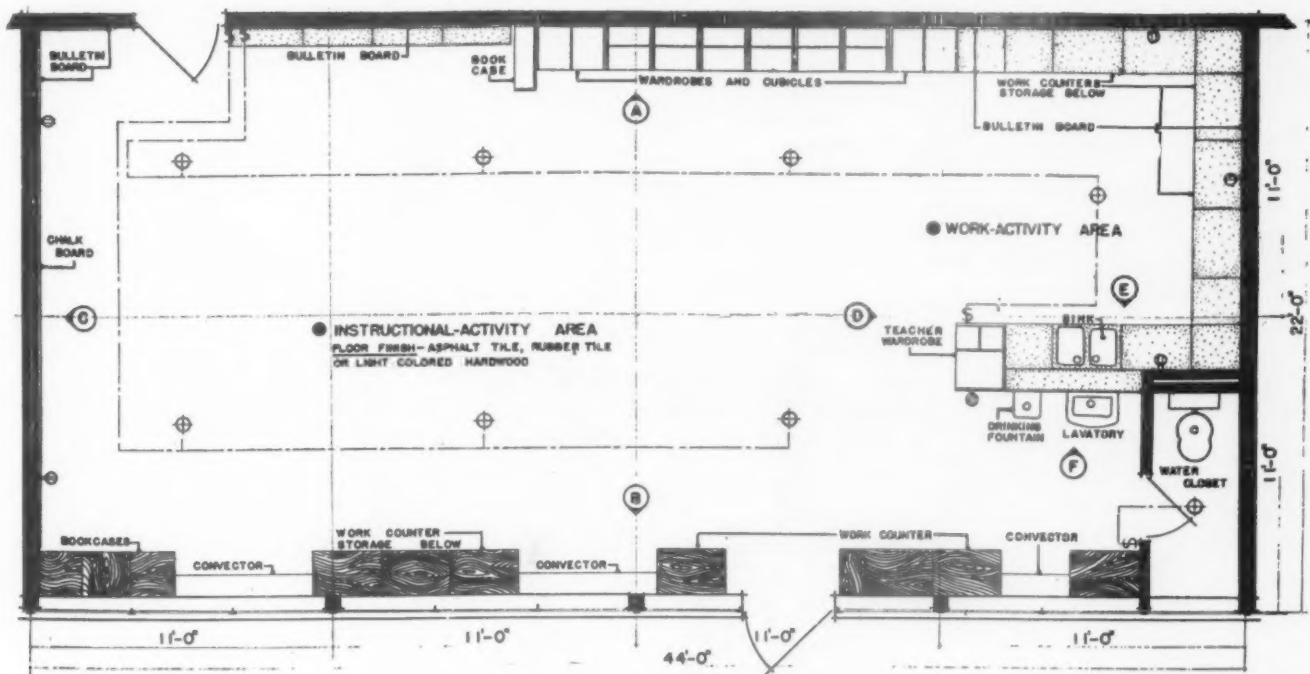 BULLETIN
BOARD
BULLETIN BOARD
BOOK
CASE
WARDROBES AND CUBICLES
WORK COUNTERS
STORAGE BELOW
BULLETIN BOARD
A
11'-0"
WORK-ACTIVITY AREA
CHALK
BOARD
C
D
E
22'-0"
INSTRUCTIONAL-ACTIVITY AREA
FLOOR FINISH- ASPHALT TILE, RUBBER TILE
OR LIGHT COLORED HARDWOOD
S
SINK
TEACHER
WARDROBE
DRINKING
FOUNTAIN
LAVATORY
F
WATER
CLOSET
11'-0"
B
BOOKCASES
WORK COUNTER
STORAGE BELOW
WORK COUNTER
CONVECTOR
CONVECTOR
CONVECTOR
S
11'-0"
11'-0"
11'-0"
11'-0"
44'-0"